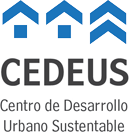 CEDEUS
Centro de Desarrollo
Urbano Sustentable